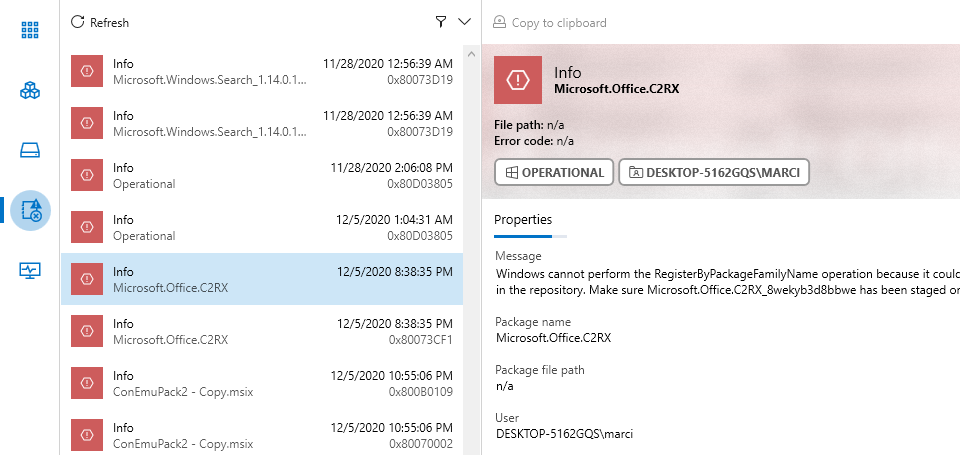 Refresh
Info 11/28/2020 12:56:39 AM
Microsoft.Windows.Search_1.14.0.1... 0x80073D19
Info 11/28/2020 12:56:39 AM
Microsoft.Windows.Search_1.14.0.1... 0x80073D19
Info 11/28/2020 2:06:08 PM
Operational 0x80D03805
Info 12/5/2020 1:04:31 AM
Operational 0x80D03805
Info 12/5/2020 8:38:35 PM
Microsoft.Office.C2RX
Info 12/5/2020 8:38:35 PM
Microsoft.Office.C2RX 0x80073CF1
Info 12/5/2020 10:55:06 PM
ConEmuPack2 - Copy.msix 0x800B0109
Info 12/5/2020 10:55:06 PM
ConEmuPack2 - Copy.msix 0x80070002
Copy to clipboard
Info
Microsoft.Office.C2RX
File path: n/a
Error code: n/a
OPERATIONAL DESKTOP-5162GQS\MARCI
Properties
Message
Windows cannot perform the RegisterByPackageFamilyName operation because it could
in the repository. Make sure Microsoft.Office.C2RX_8wekyb3d8bbwe has been staged or
Package name
Microsoft.Office.C2RX
Package file path
n/a
User
DESKTOP-5162GQS\marci